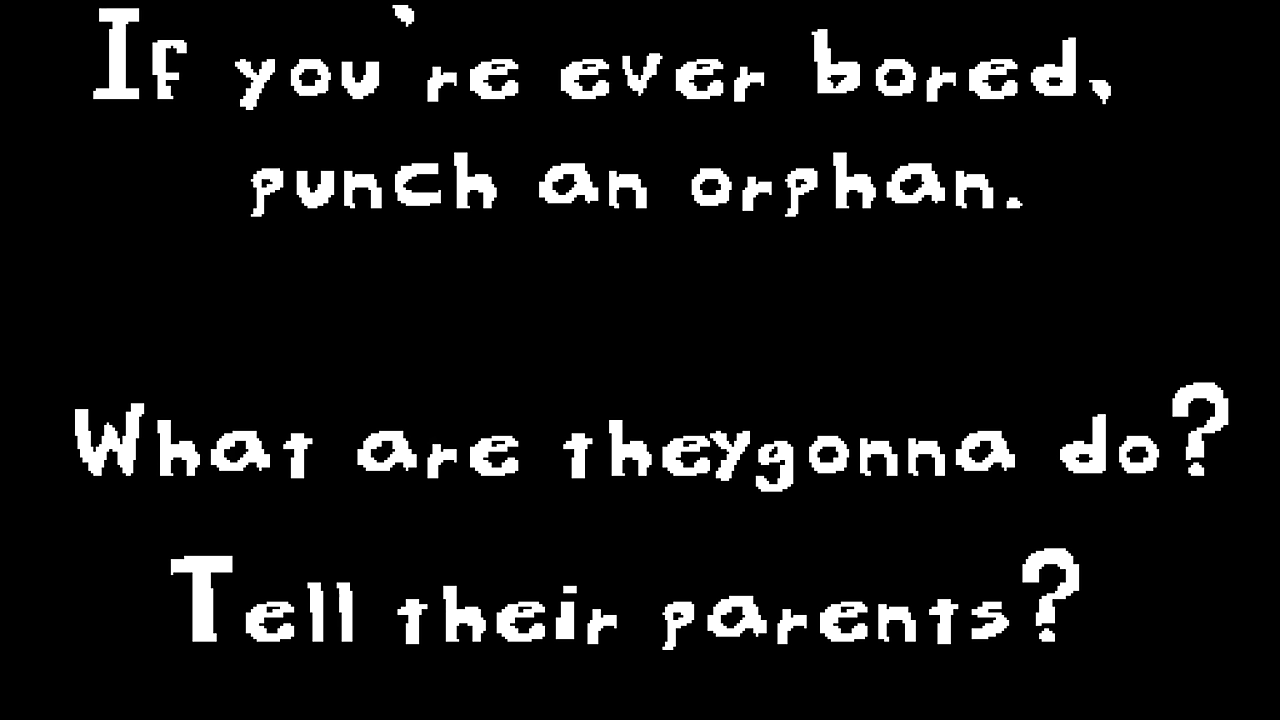 If you're ever bored,
punch an orphan.
What are theygonna do?
Tell their parents?